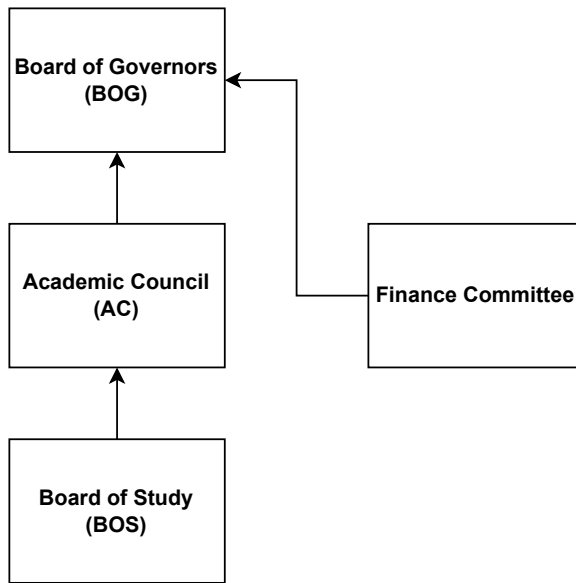 Board of Governors
(BOG)
Academic Council
(AC)
Finance Committee
Board of Study
(BOS)